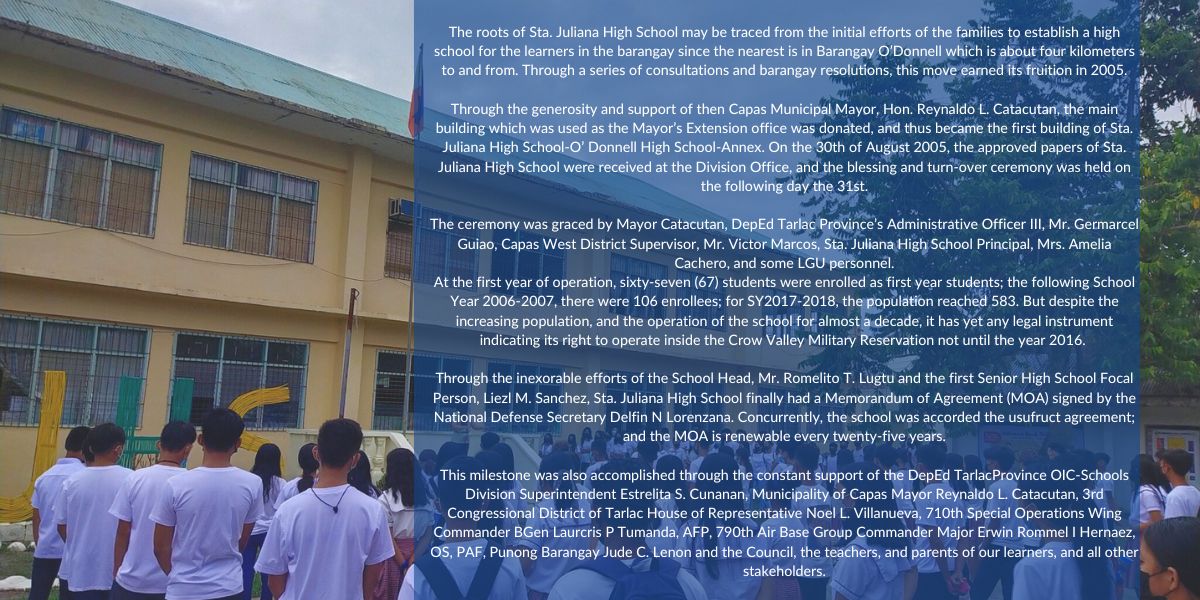 The roots of Sta. Juliana High School may be traced from the initial efforts of the families to establish a high
school for the learners in the barangay since the nearest is in Barangay O'Donnell which is about four kilometers
to and from. Through a series of consultations and barangay resolutions, this move earned its fruition in 2005.
Through the generosity and support of then Capas Municipal Mayor, Hon. Reynaldo L. Catacutan, the main
building which was used as the Mayor's Extension office was donated, and thus became the first building of Sta.
Juliana High School-O' Donnell High School-Annex. On the 30th of August 2005, the approved papers of Sta.
Juliana High School were received at the Division Office, and the blessing and turn-over ceremony was held on
the following day the 31st.
The ceremony was graced by Mayor Catacutan, DepEd Tarlac Province's Administrative Officer III, Mr. Germarcel
Guiao, Capas West District Supervisor, Mr. Victor Marcos, Sta. Juliana High School Principal, Mrs. Amelia
Cachero, and some LGU personnel.
At the first year of operation, sixty-seven (67) students were enrolled as first year students; the following School
Year 2006-2007, there were 106 enrollees; for SY2017-2018, the population reached 583. But despite the
increasing population, and the operation of the school for almost a decade, it has yet any legal instrument
indicating its right to operate inside the Crow Valley Military Reservation not until the year 2016.
Through the inexorable efforts of the School Head, Mr. Romelito T. Lugtu and the first Senior High School Focal
Person, Liezl M. Sanchez, Sta. Juliana High School finally had a Memorandum of Agreement (MOA) signed by the
National Defense Secretary Delfin N Lorenzana. Concurrently, the school was accorded the usufruct agreement;
and the MOA is renewable every twenty-five years.
This milestone was also accomplished through the constant support of the DepEd TarlacProvince OIC-Schools
Division Superintendent Estrelita S. Cunanan, Municipality of Capas Mayor Reynaldo L. Catacutan, 3rd
Congressional District of Tarlac House of Representative Noel L. Villanueva, 710th Special Operations Wing
Commander BGen Laurcris P Tumanda, AFP, 790th Air Base Group Commander Major Erwin Rommel I Hernaez,
OS, PAF, Punong Barangay Jude C. Lenon and the Council, the teachers, and parents of our learners, and all other
stakeholders.